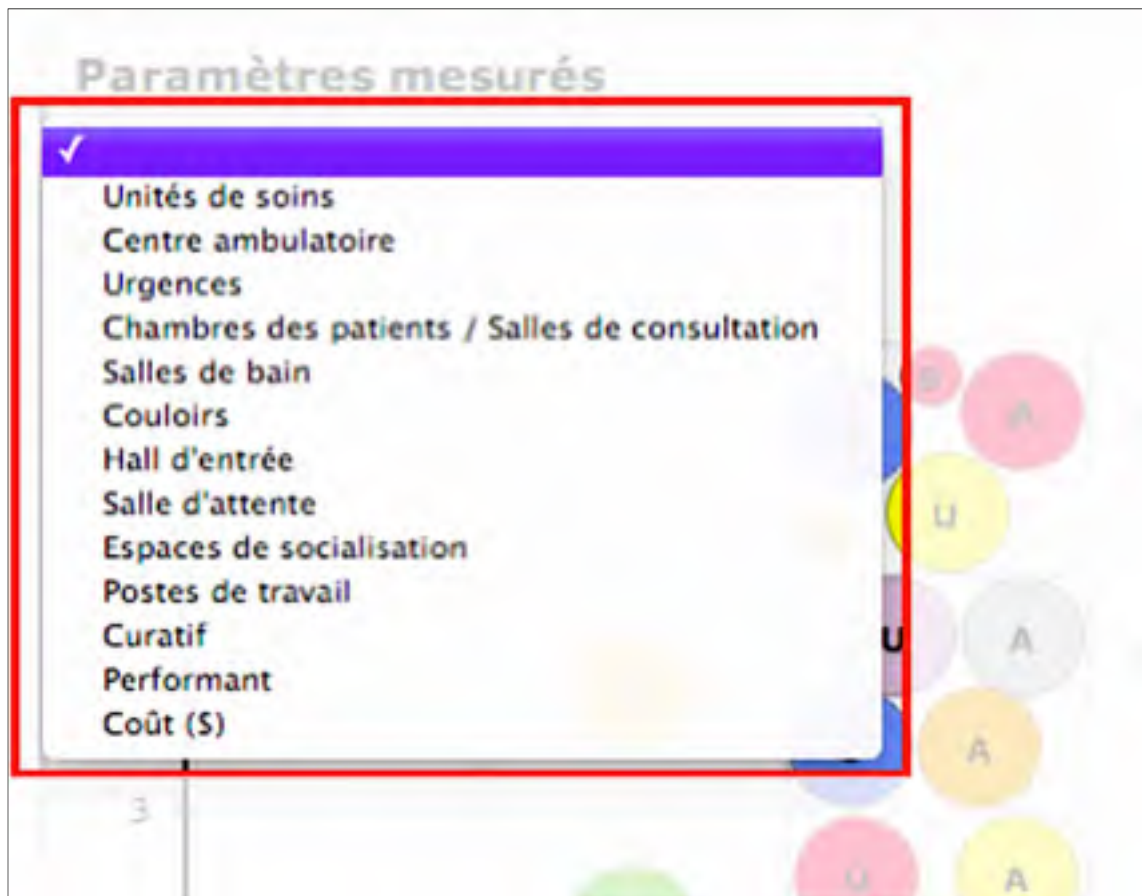 Paramètres mesurés
✓
Unités de soins
Centre ambulatoire
Urgences
Chambres des patients / Salles de consultation
Salles de bain
Couloirs
Hall d'entrée
Salle d'attente
Espaces de socialisation
Postes de travail
Curatif
Performant
Coût ($)
A
U
U
A
A
3
U
A